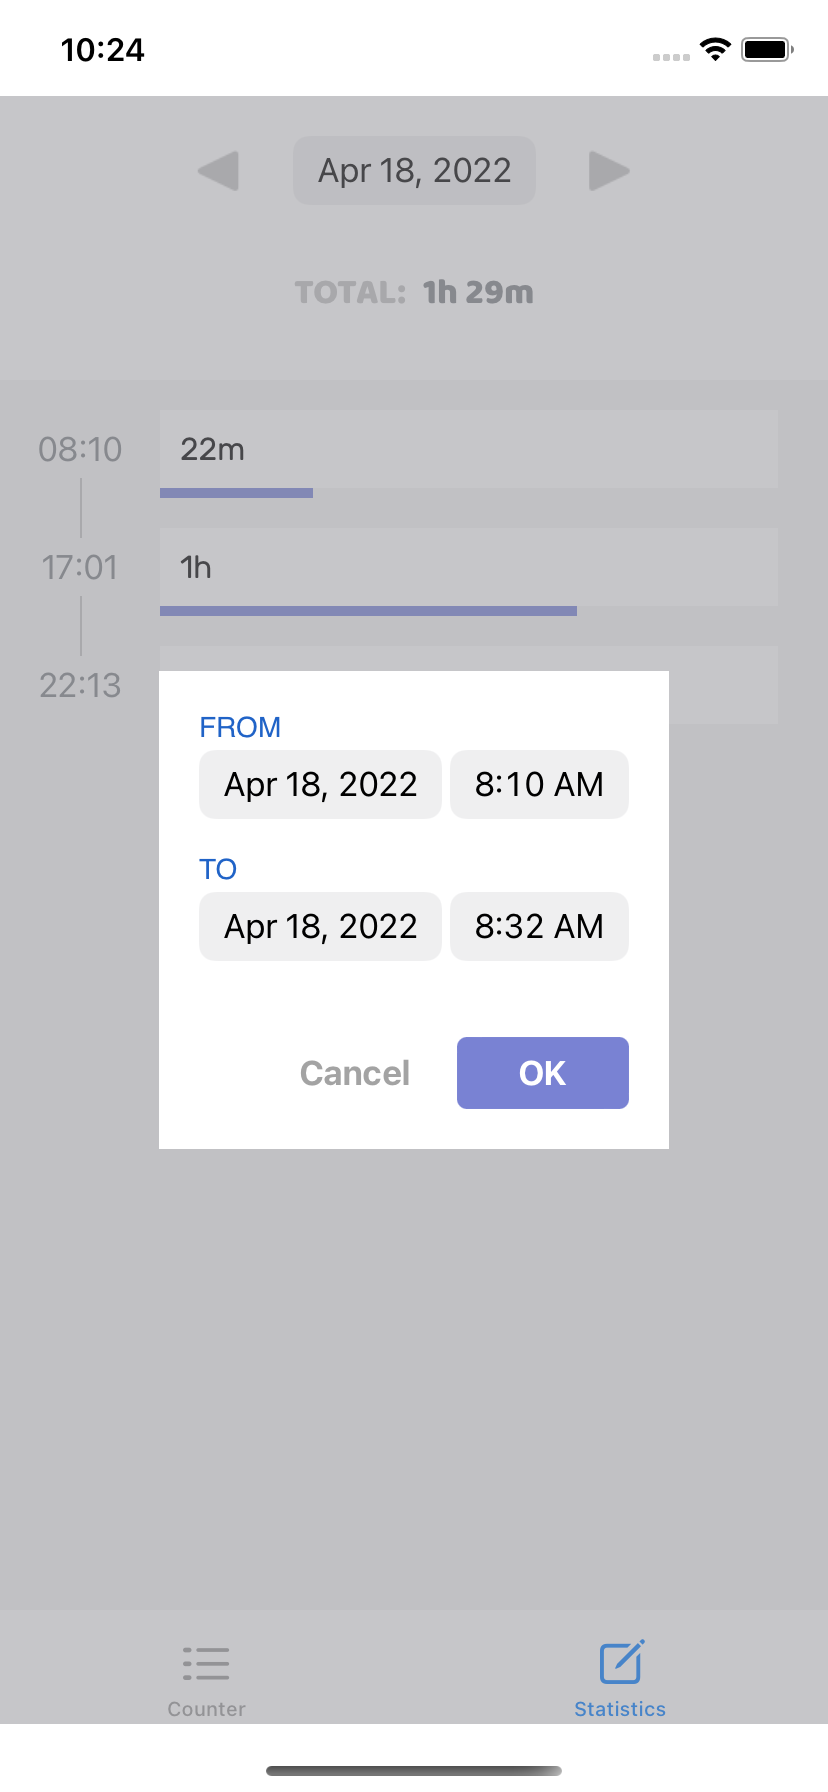 10:24
Apr 18, 2022
TOTAL: 1h 29m
08:10 22m
17:01 1h
22:13
FROM
Apr 18, 2022 8:10 AM
TO
Apr 18, 2022 8:32 AM
Cancel OK
Counter Statistics